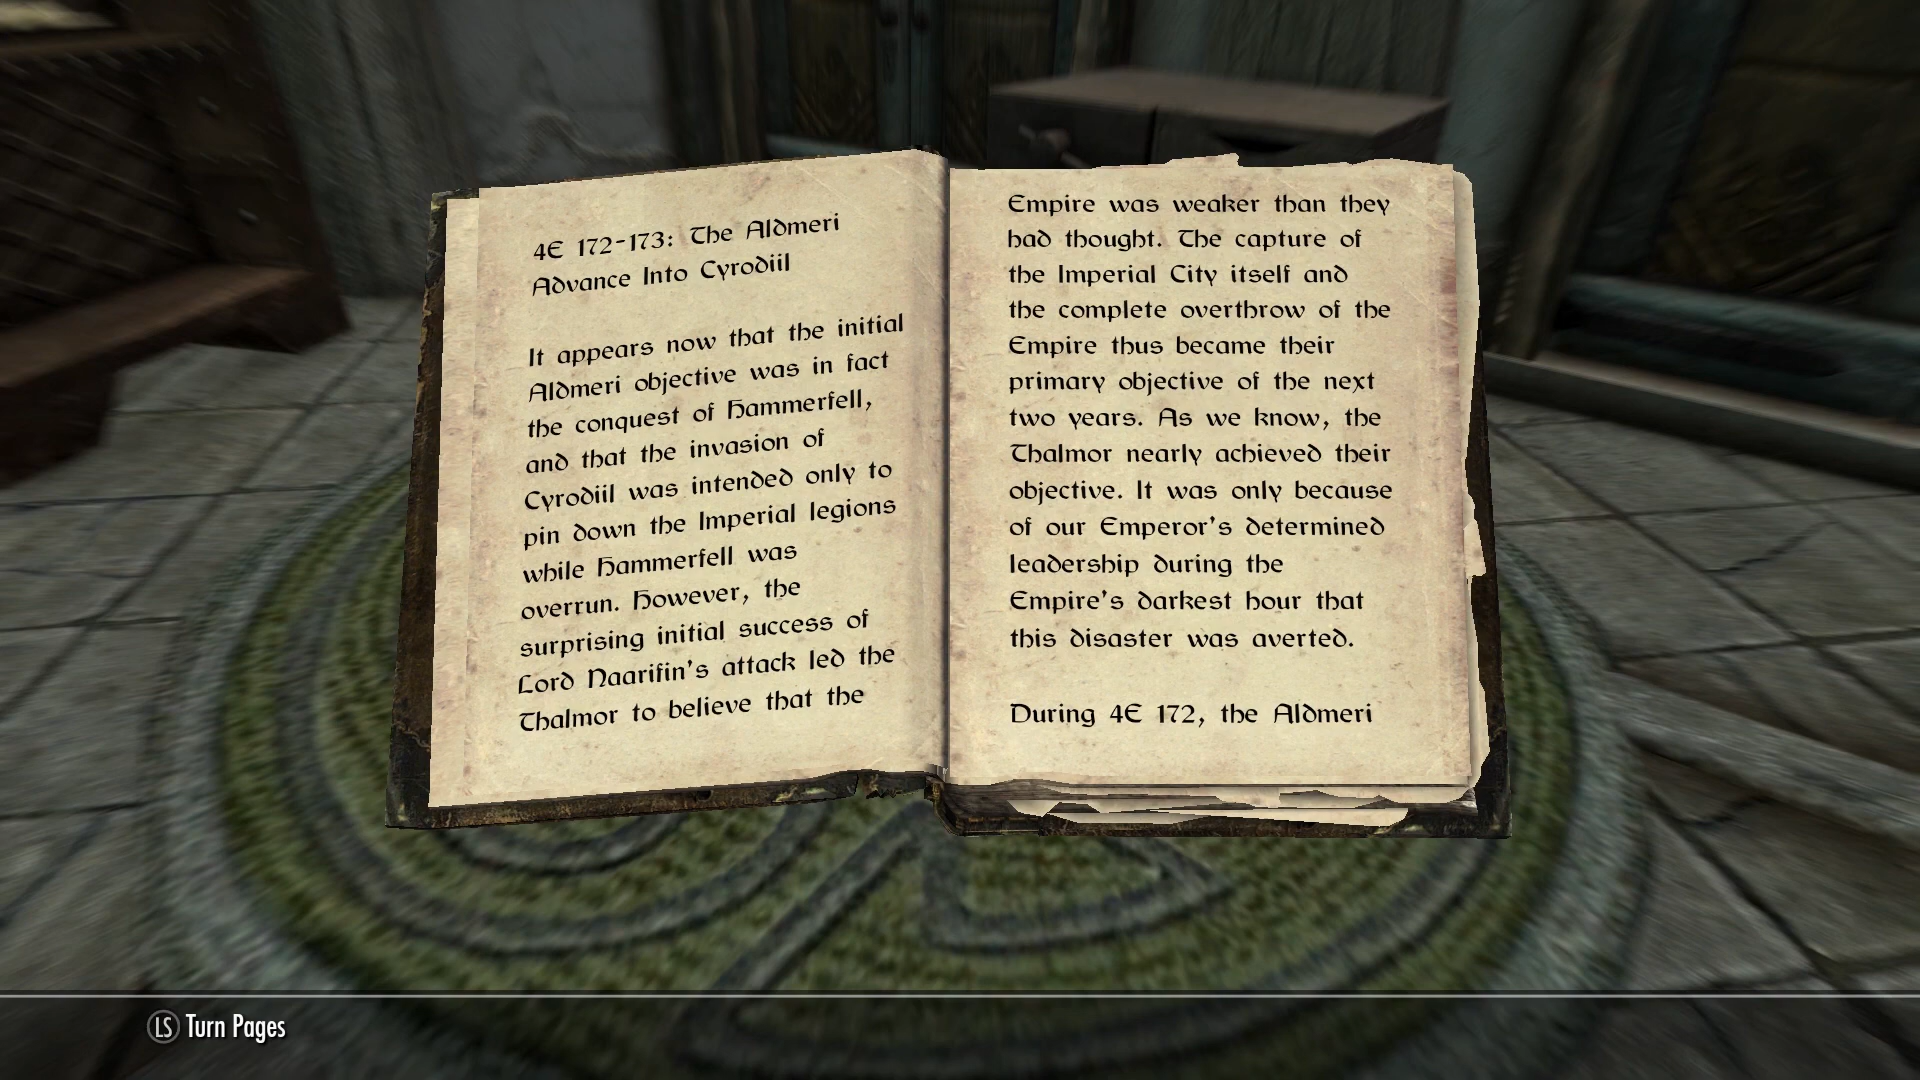 4E 172-173: The Aldmeri
Advance Into Cyrodiil
It appears now that the initial
Aldmeri objective was in fact
the conquest of Hammerfell,
and that the invasion of
Cyrodiil was intended only to
pin down the Imperial legions
while Hammerfell was
overrun. However, the
surprising initial success of
Lord Naarifin's attack led the
Thalmor to believe that the
Empire was weaker than they
had thought. The capture of
the Imperial City itself and
the complete overthrow of the
Empire thus became their
primary objective of the next
two years. As we know, the
Thalmor nearly achieved their
objective. It was only because
of our Emperor's determined
leadership during the
Empire's darkest hour that
this disaster was averted.
During 4E 172, the Aldmeri
LS Turn Pages